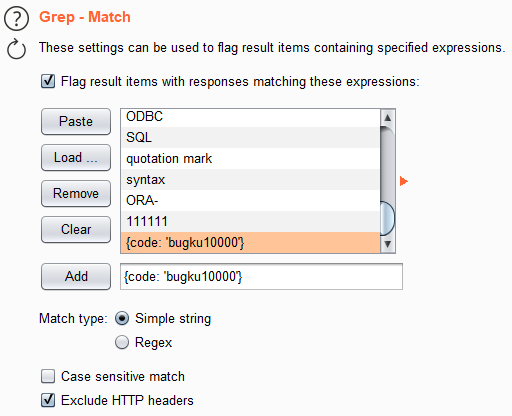 Grep - Match
These settings can be used to flag result items containing specified expressions.
Flag result items with responses matching these expressions:
Paste
Load ...
Remove
Clear
ODBC
SQL
quotation mark
syntax
ORA-
111111
{code: 'bugku10000'}
Add
{code: 'bugku10000'}
Match type:
Simple string
Regex
Case sensitive match
Exclude HTTP headers